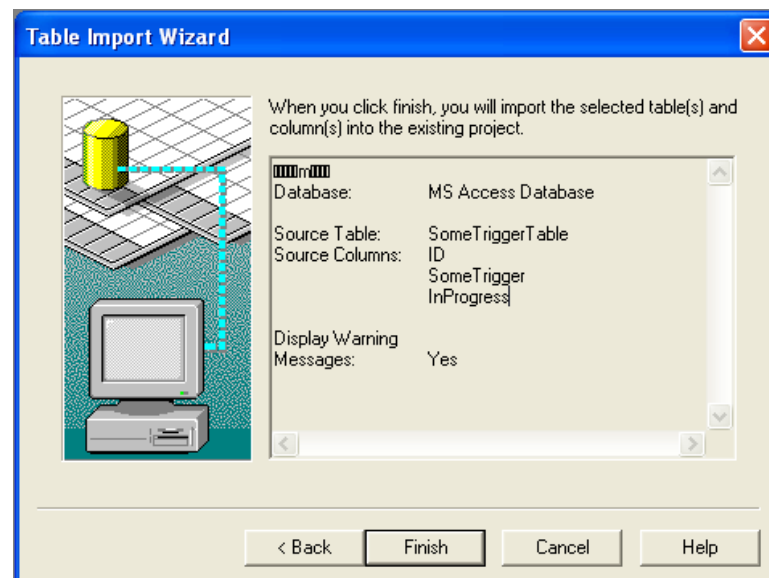 Table Import Wizard
When you click finish, you will import the selected table(s) and
column(s) into the existing project.
Database: MS Access Database
Source Table: SomeTriggerTable
Source Columns: ID
SomeTrigger
InProgress
Display Warning
Messages: Yes
< Back Finish Cancel Help